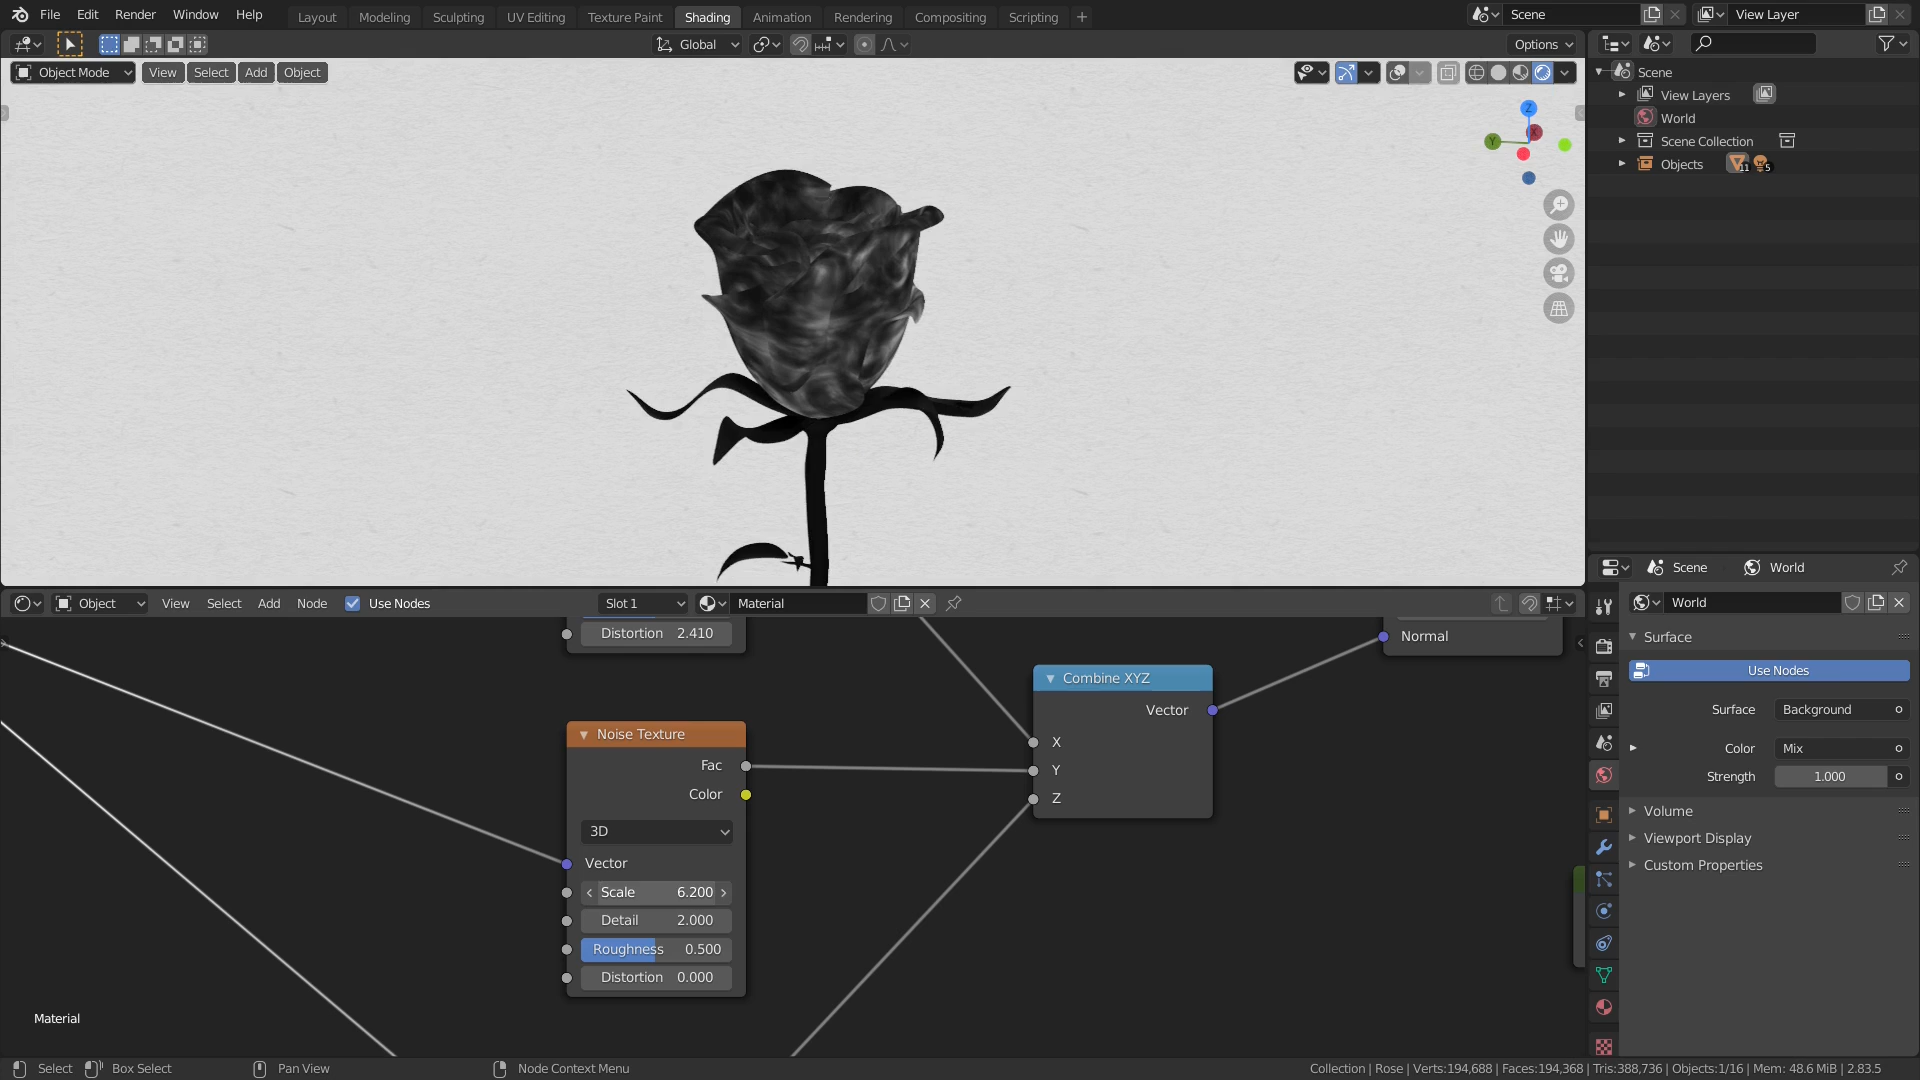 File Edit Render Window Help Layout Modeling Sculpting UV Editing Texture Paint Shading Animation Rendering Compositing Scripting + Scene View Layer
Global Options
Object Mode View Select Add Object
Z
X
Y
Scene
View Layers
World
Scene Collection
Objects 11 5
Scene World
Object View Select Add Node Use Nodes Slot 1 Material
World
Distortion 2.410
Normal
Surface
Use Nodes
Combine XYZ
Vector
X
Y
Z
Surface Background
Color Mix
Strength 1.000
Noise Texture
Fac
Color
3D
Vector
Scale 6.200
Detail 2.000
Roughness 0.500
Distortion 0.000
Volume
Viewport Display
Custom Properties
Material
Select Box Select Pan View Node Context Menu Collection | Rose | Verts:194,688 | Faces:194,368 | Tris:388,736 | Objects:1/16 | Mem: 48.6 MiB | 2.83.5